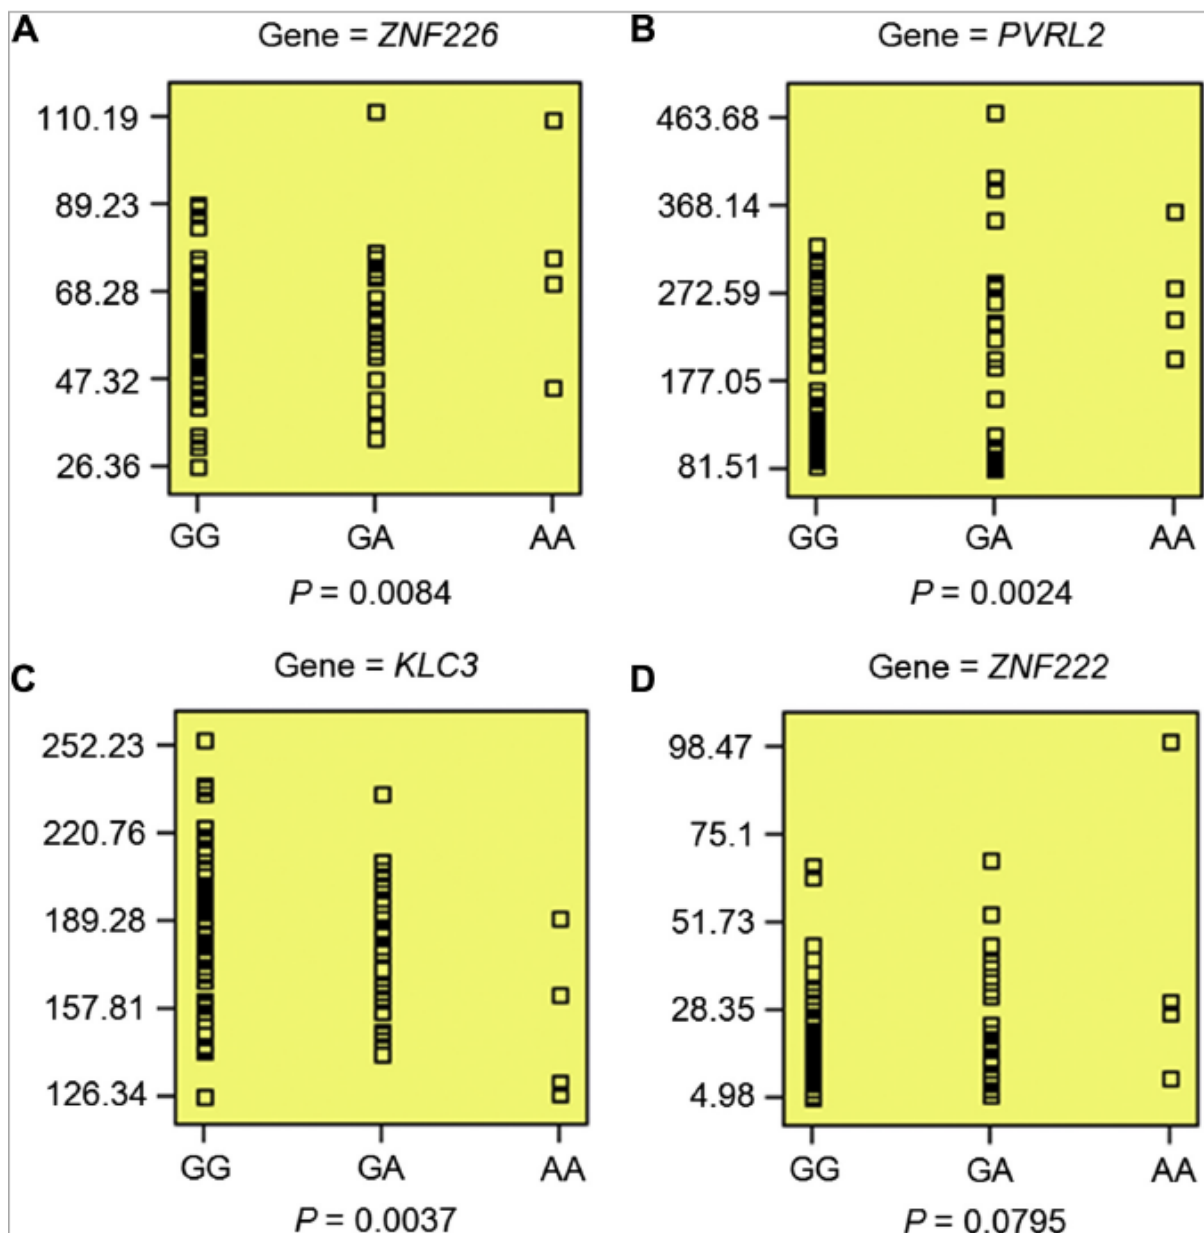 A
Gene = ZNF226
110.19
89.23
68.28
47.32
26.36
GG GA AA
P = 0.0084
B
Gene = PVRL2
463.68
368.14
272.59
177.05
81.51
GG GA AA
P = 0.0024
C
Gene = KLC3
252.23
220.76
189.28
157.81
126.34
GG GA AA
P = 0.0037
D
Gene = ZNF222
98.47
75.1
51.73
28.35
4.98
GG GA AA
P = 0.0795